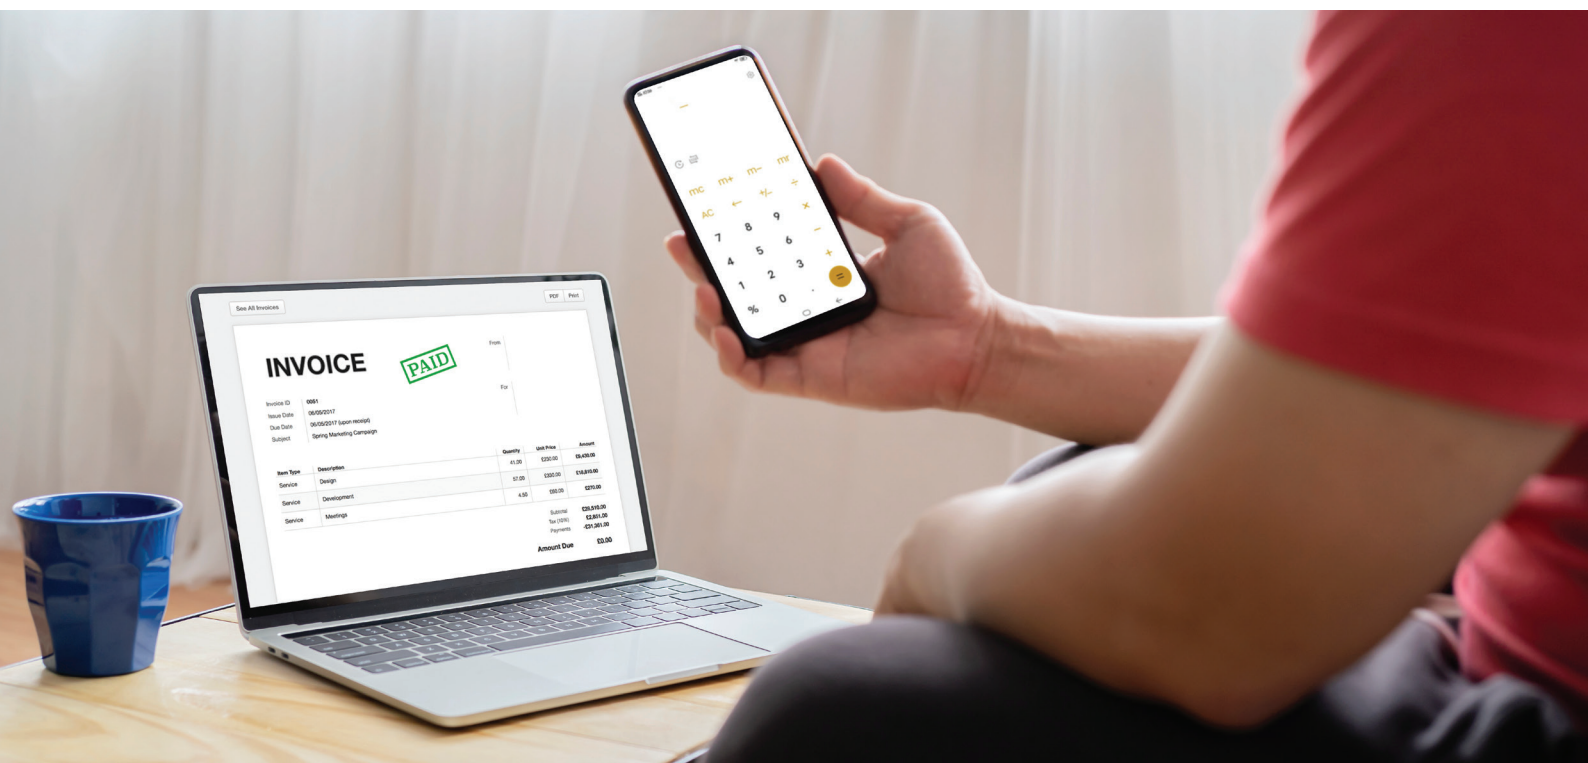 See All Invoices
PDF Print
INVOICE
PAID
From
For
Invoice ID 0051
Issue Date 06/05/2017
Due Date 06/05/2017 (upon receipt)
Subject Spring Marketing Campaign
Item Type Description Quantity Unit Price Amount
Service Design 41.00 £230.00 £9,430.00
Service Development 57.00 £330.00 £18,810.00
Service Meetings 4.50 £60.00 £270.00
Subtotal £28,510.00
Tax (10%) £2,851.00
Payments -£31,361.00
Amount Due £0.00
mc m+ m− mr
AC ← +/− ÷
7 8 9 ×
4 5 6 −
1 2 3 +
% 0 . =